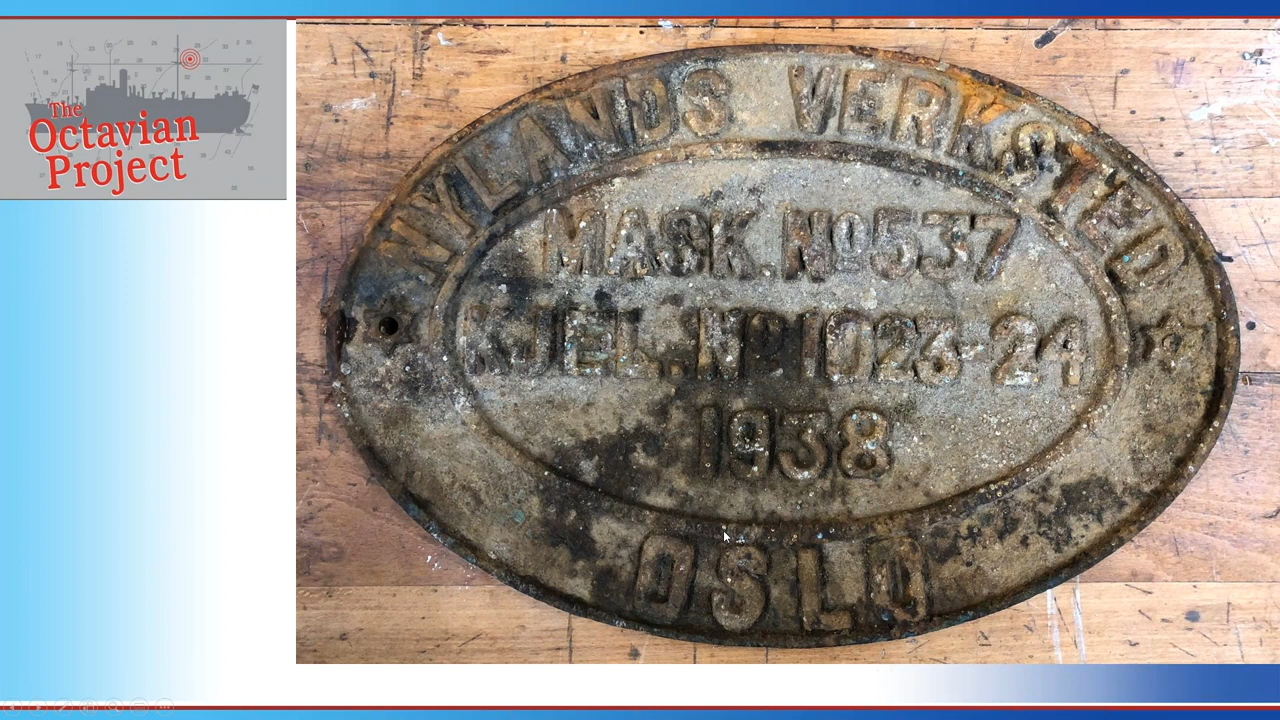 The
Octavian
Project
NYLANDS VERKSTED
MASK. No 537
KJEL. No 1023-24
1938
OSLO